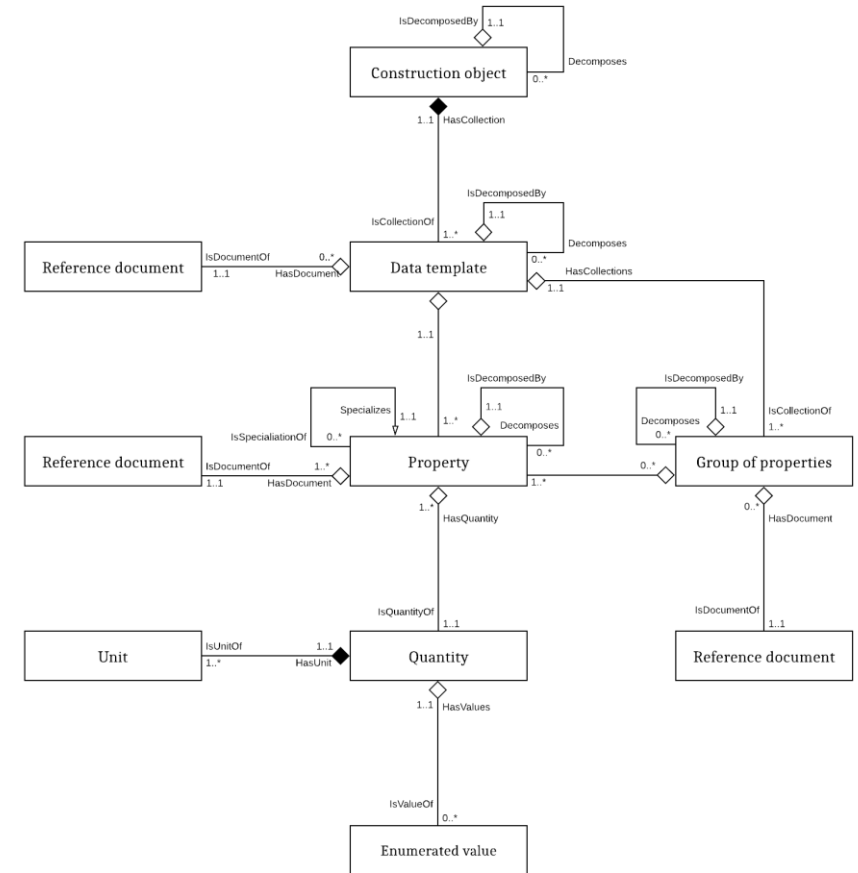 IsDecomposedBy
1..1
Construction object
Decomposes
0..*
1..1
HasCollection
IsCollectionOf
1..*
IsDecomposedBy
1..1
Decomposes
0..*
Reference document
IsDocumentOf
1..1
0..*
HasDocument
Data template
HasCollections
1..1
1..1
1..*
Specializes
1..1
IsSpecialiationOf
0..*
IsDecomposedBy
1..1
Decomposes
0..*
IsDecomposedBy
1..1
Decomposes
0..*
IsCollectionOf
1..*
Reference document
IsDocumentOf
1..1
1..*
HasDocument
Property
1..*
0..*
Group of properties
1..*
HasQuantity
0..*
HasDocument
IsQuantityOf
1..1
IsDocumentOf
1..1
Unit
IsUnitOf
1..*
1..1
HasUnit
Quantity
Reference document
1..1
HasValues
IsValueOf
0..*
Enumerated value